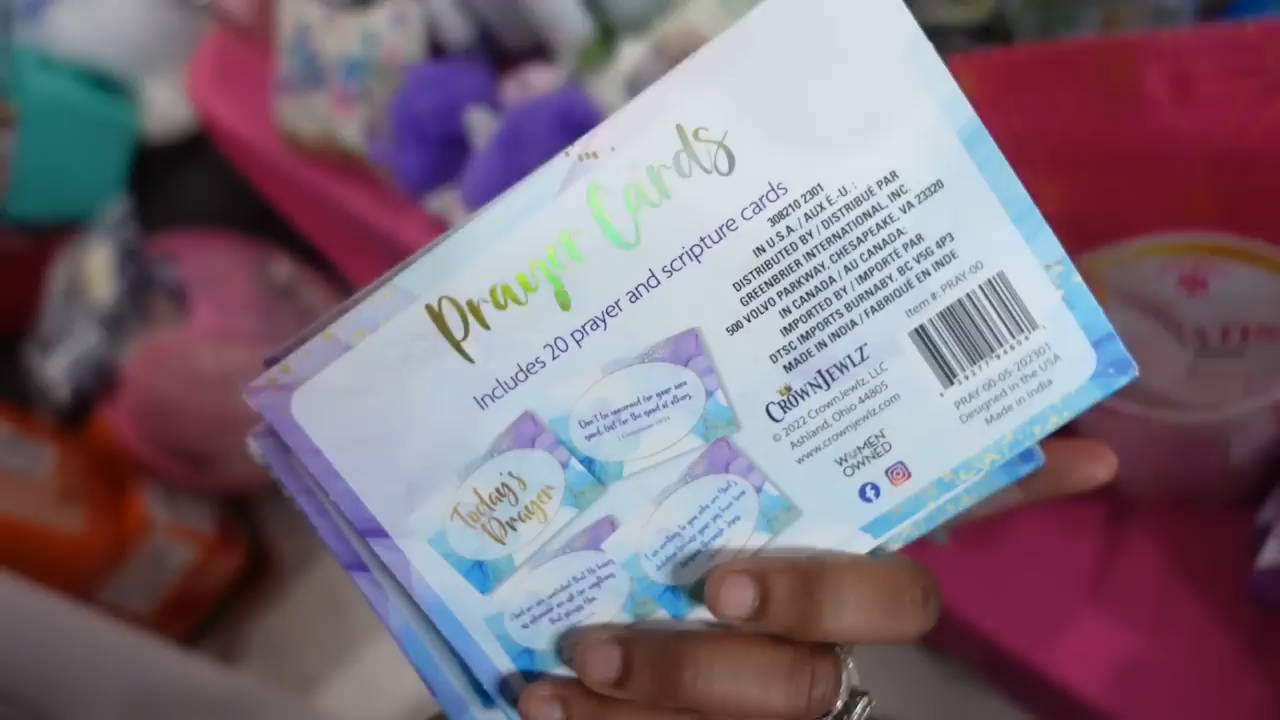 Prayer Cards
Includes 20 prayer and scripture cards
308210 2301
IN U.S.A. / AUX E.-U. :
DISTRIBUTED BY / DISTRIBUÉ PAR
GREENBRIER INTERNATIONAL, INC.
500 VOLVO PARKWAY, CHESAPEAKE, VA 23320
IN CANADA / AU CANADA:
IMPORTED BY / IMPORTÉ PAR
DTSC IMPORTS BURNABY, BC V5G 4P3
MADE IN INDIA / FABRIQUÉ EN INDE
CROWNJEWLZ
© 2022 CrownJewlz, LLC
Ashland, Ohio 44805
www.crownjewlz.com
WOMEN
OWNED
Item #: PRAY-00
PRAY-00-05-202301
Designed in the USA
Made in India
Don't be concerned for your own
good, but for the good of others.
Today's
Prayer